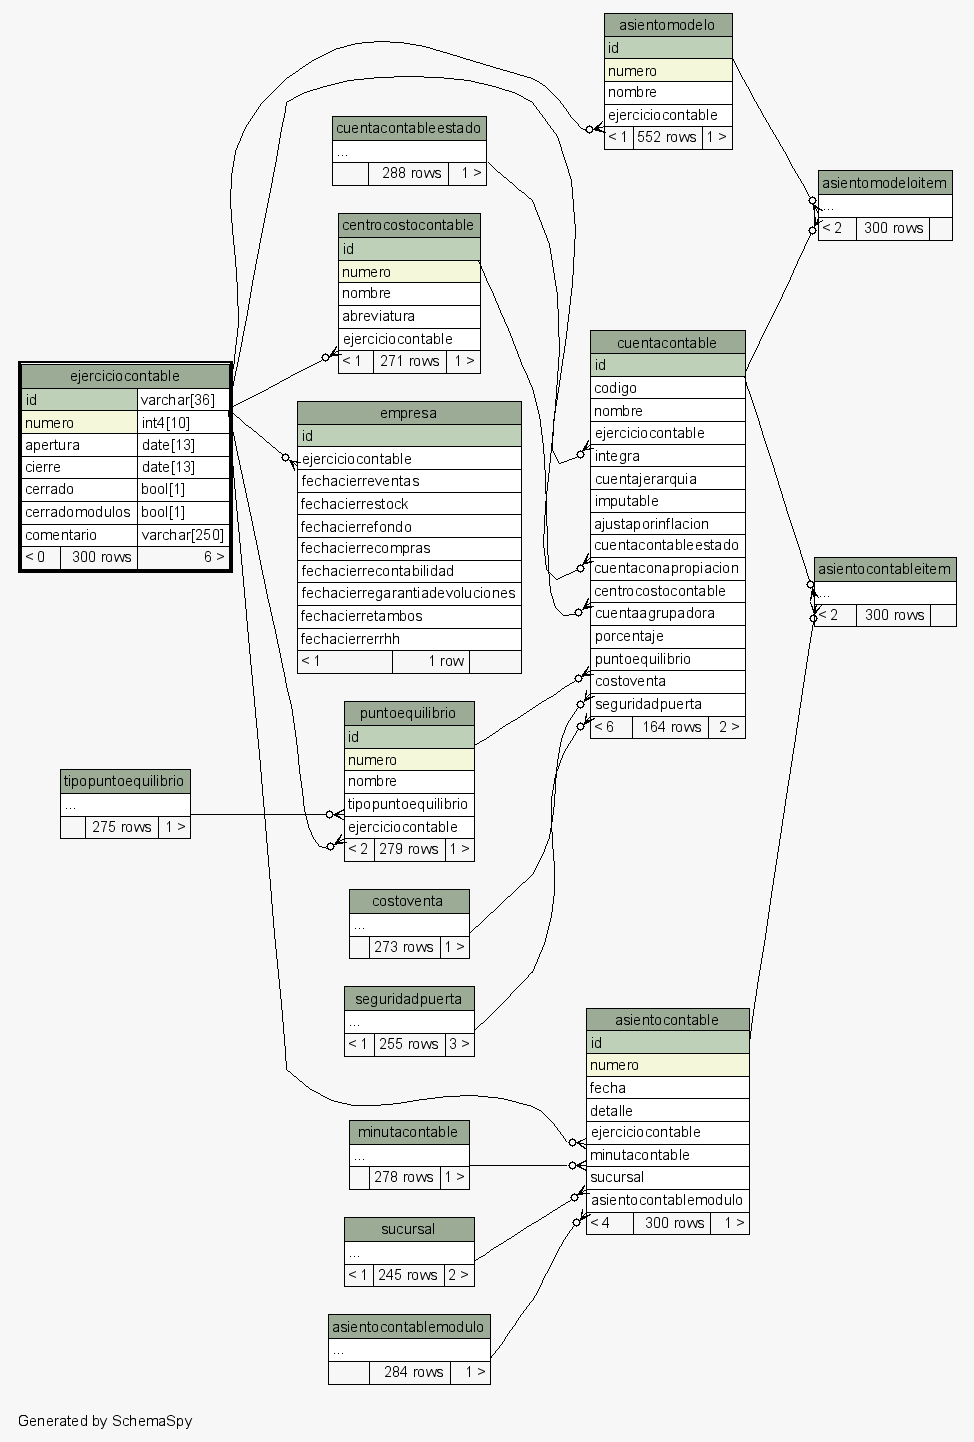 asientomodelo
id
numero
nombre
ejerciciocontable
< 1 552 rows 1 >
cuentacontableestado
...
288 rows 1 >
asientomodeloitem
...
< 2 300 rows
centrocostocontable
id
numero
nombre
abreviatura
ejerciciocontable
< 1 271 rows 1 >
ejerciciocontable
id varchar[36]
numero int4[10]
apertura date[13]
cierre date[13]
cerrado bool[1]
cerradomodulos bool[1]
comentario varchar[250]
< 0 300 rows 6 >
empresa
id
ejerciciocontable
fechacierreventas
fechacierrestock
fechacierrefondo
fechacierrecompras
fechacierrecontabilidad
fechacierregarantiadevoluciones
fechacierretambos
fechacierrerrhh
< 1 1 row
cuentacontable
id
codigo
nombre
ejerciciocontable
integra
cuentajerarquia
imputable
ajustaporinflacion
cuentacontableestado
cuentaconapropiacion
centrocostocontable
cuentaagrupadora
porcentaje
puntoequilibrio
costoventa
seguridadpuerta
< 6 164 rows 2 >
asientocontableitem
...
< 2 300 rows
puntoequilibrio
id
numero
nombre
tipopuntoequilibrio
ejerciciocontable
< 2 279 rows 1 >
tipopuntoequilibrio
...
275 rows 1 >
costoventa
...
273 rows 1 >
seguridadpuerta
...
< 1 255 rows 3 >
asientocontable
id
numero
fecha
detalle
ejerciciocontable
minutacontable
sucursal
asientocontablemodulo
< 4 300 rows 1 >
minutacontable
...
278 rows 1 >
sucursal
...
< 1 245 rows 2 >
asientocontablemodulo
...
284 rows 1 >
Generated by SchemaSpy